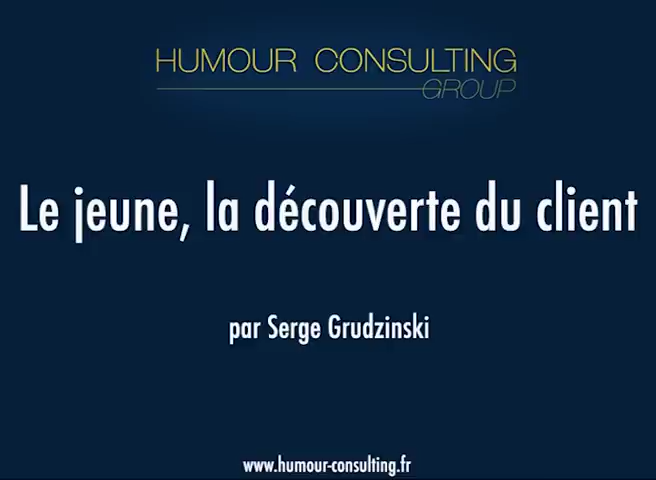 HUMOUR CONSULTING
GROUP
Le jeune, la découverte du client
par Serge Grudzinski
www.humour-consulting.fr